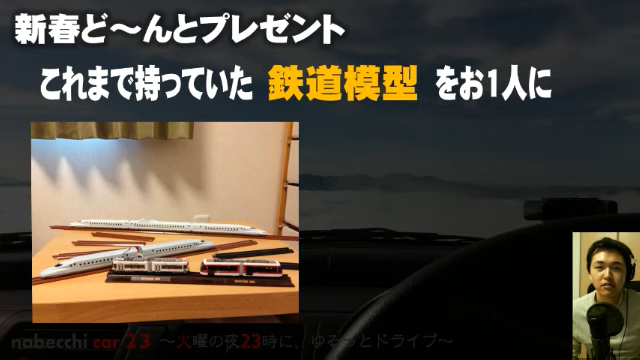 新春ど～んとプレゼント
これまで持っていた 鉄道模型 をお1人に
nabecchi car 23 ～火曜の夜23時に、ゆるっとドライブ～